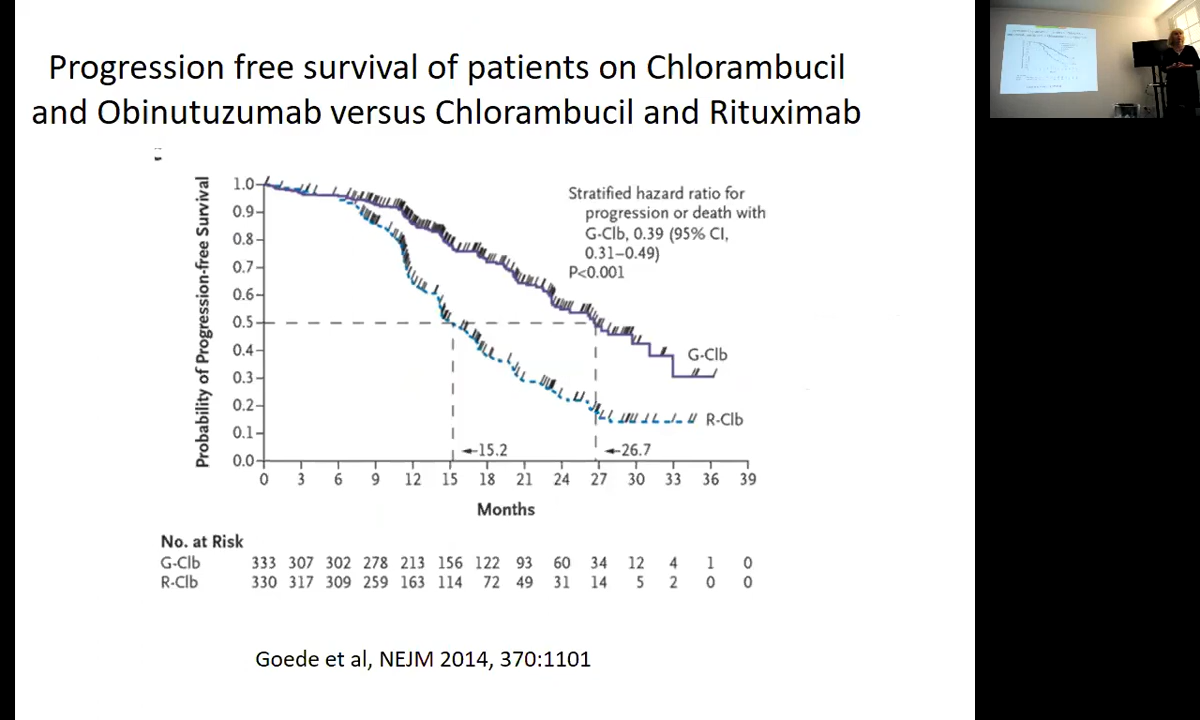 Progression free survival of patients on Chlorambucil
and Obinutuzumab versus Chlorambucil and Rituximab
Probability of Progression-free Survival
1.0
0.9
0.8
0.7
0.6
0.5
0.4
0.3
0.2
0.1
0.0
Stratified hazard ratio for
progression or death with
G-Clb, 0.39 (95% CI,
0.31–0.49)
P<0.001
G-Clb
R-Clb
15.2
26.7
0 3 6 9 12 15 18 21 24 27 30 33 36 39
Months
No. at Risk
G-Clb 333 307 302 278 213 156 122 93 60 34 12 4 1 0
R-Clb 330 317 309 259 163 114 72 49 31 14 5 2 0 0
Goede et al, NEJM 2014, 370:1101